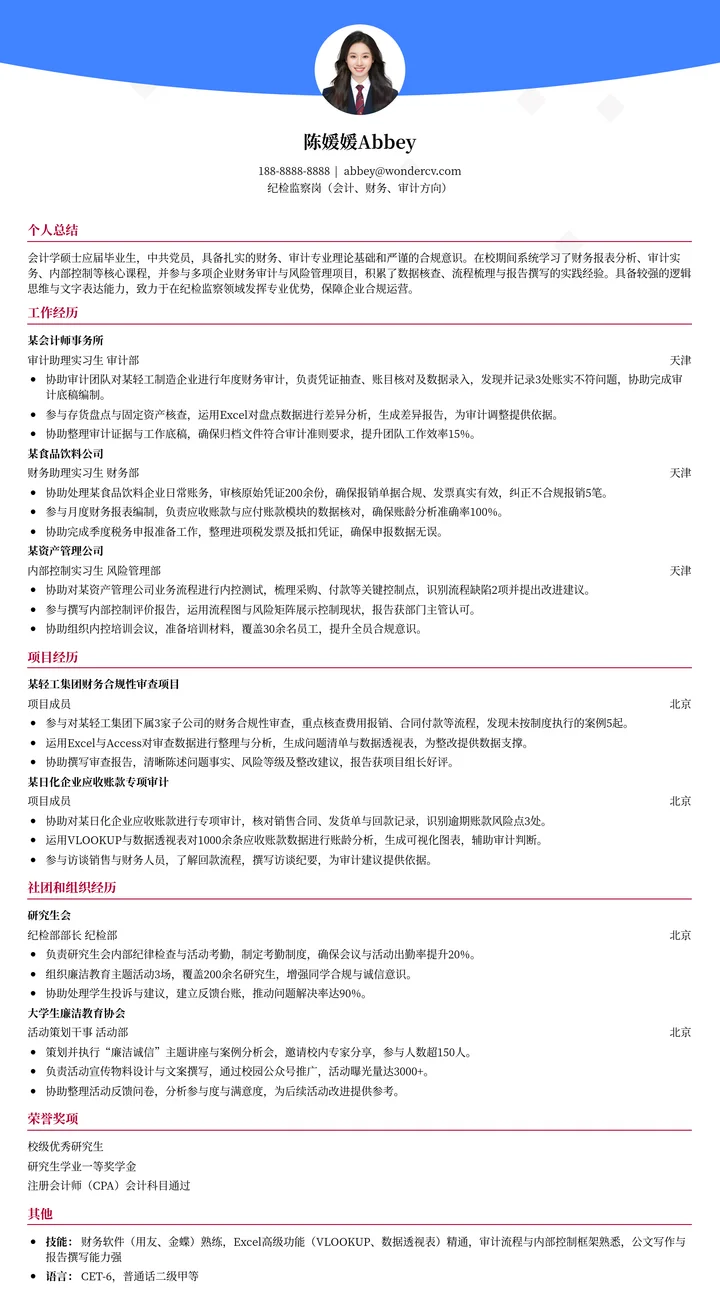 陈媛媛Abbey
188-8888-8888 | abbey@wondercv.com
纪检监察岗（会计、财务、审计方向）
个人总结
会计学硕士应届毕业生，中共党员，具备扎实的财务、审计专业理论基础和严谨的合规意识。在校期间系统学习了财务报表分析、审计实
务、内部控制等核心课程，并参与多项企业财务审计与风险管理项目，积累了数据核查、流程梳理与报告撰写的实践经验。具备较强的逻辑
思维与文字表达能力，致力于在纪检监察领域发挥专业优势，保障企业合规运营。
工作经历
某会计师事务所
审计助理实习生 审计部 天津
• 协助审计团队对某轻工制造企业进行年度财务审计，负责凭证抽查、账目核对及数据录入，发现并记录3处账实不符问题，协助完成审
计底稿编制。
• 参与存货盘点与固定资产核查，运用Excel对盘点数据进行差异分析，生成差异报告，为审计调整提供依据。
• 协助整理审计证据与工作底稿，确保归档文件符合审计准则要求，提升团队工作效率15%。
某食品饮料公司
财务助理实习生 财务部 天津
• 协助处理某食品饮料企业日常账务，审核原始凭证200余份，确保报销单据合规、发票真实有效，纠正不合规报销5笔。
• 参与月度财务报表编制，负责应收账款与应付账款模块的数据核对，确保账龄分析准确率100%。
• 协助完成季度税务申报准备工作，整理进项税发票及抵扣凭证，确保申报数据无误。
某资产管理公司
内部控制实习生 风险管理部 天津
• 协助对某资产管理公司业务流程进行内控测试，梳理采购、付款等关键控制点，识别流程缺陷2项并提出改进建议。
• 参与撰写内部控制评价报告，运用流程图与风险矩阵展示控制现状，报告获部门主管认可。
• 协助组织内控培训会议，准备培训材料，覆盖30余名员工，提升全员合规意识。
项目经历
某轻工集团财务合规性审查项目
项目成员 北京
• 参与对某轻工集团下属3家子公司的财务合规性审查，重点核查费用报销、合同付款等流程，发现未按制度执行的案例5起。
• 运用Excel与Access对审查数据进行整理与分析，生成问题清单与数据透视表，为整改提供数据支撑。
• 协助撰写审查报告，清晰陈述问题事实、风险等级及整改建议，报告获项目组长好评。
某日化企业应收账款专项审计
项目成员 北京
• 协助对某日化企业应收账款进行专项审计，核对销售合同、发货单与回款记录，识别逾期账款风险点3处。
• 运用VLOOKUP与数据透视表对1000余条应收账款数据进行账龄分析，生成可视化图表，辅助审计判断。
• 参与访谈销售与财务人员，了解回款流程，撰写访谈纪要，为审计建议提供依据。
社团和组织经历
研究生会
纪检部部长 纪检部 北京
• 负责研究生会内部纪律检查与活动考勤，制定考勤制度，确保会议与活动出勤率提升20%。
• 组织廉洁教育主题活动3场，覆盖200余名研究生，增强同学合规与诚信意识。
• 协助处理学生投诉与建议，建立反馈台账，推动问题解决率达90%。
大学生廉洁教育协会
活动策划干事 活动部 北京
• 策划并执行“廉洁诚信”主题讲座与案例分析会，邀请校内专家分享，参与人数超150人。
• 负责活动宣传物料设计与文案撰写，通过校园公众号推广，活动曝光量达3000+。
• 协助整理活动反馈问卷，分析参与度与满意度，为后续活动改进提供参考。
荣誉奖项
校级优秀研究生
研究生学业一等奖学金
注册会计师（CPA）会计科目通过
其他
• 技能： 财务软件（用友、金蝶）熟练，Excel高级功能（VLOOKUP、数据透视表）精通，审计流程与内部控制框架熟悉，公文写作与
报告撰写能力强
• 语言： CET-6，普通话二级甲等